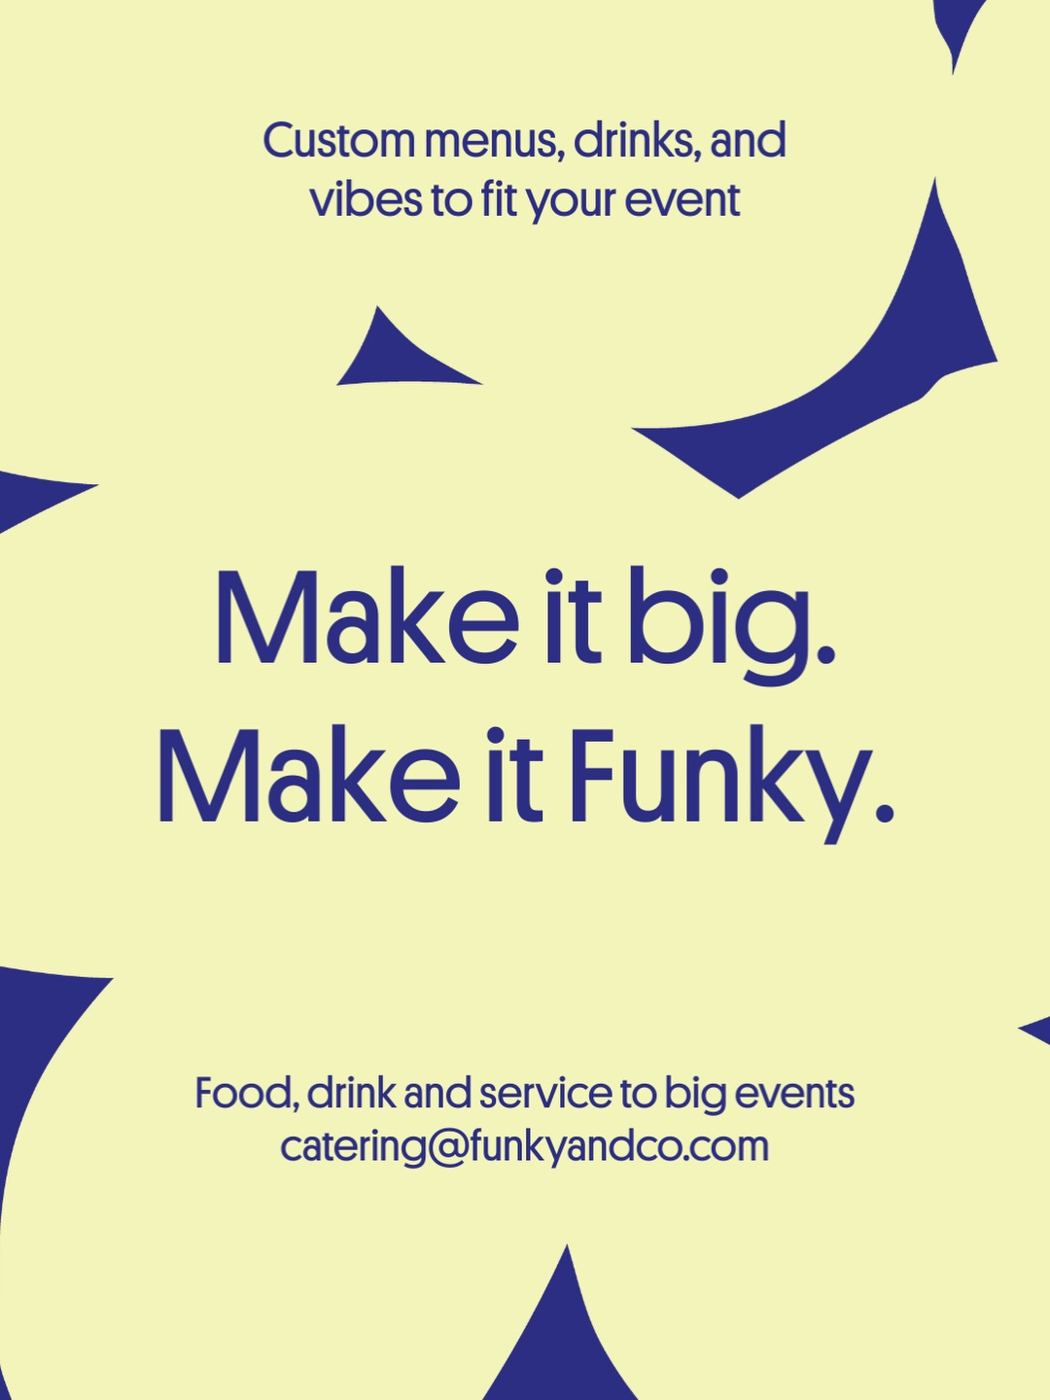 Custom menus, drinks, and
vibes to fit your event
Make it big.
Make it Funky.
Food, drink and service to big events
catering@funkyandco.com